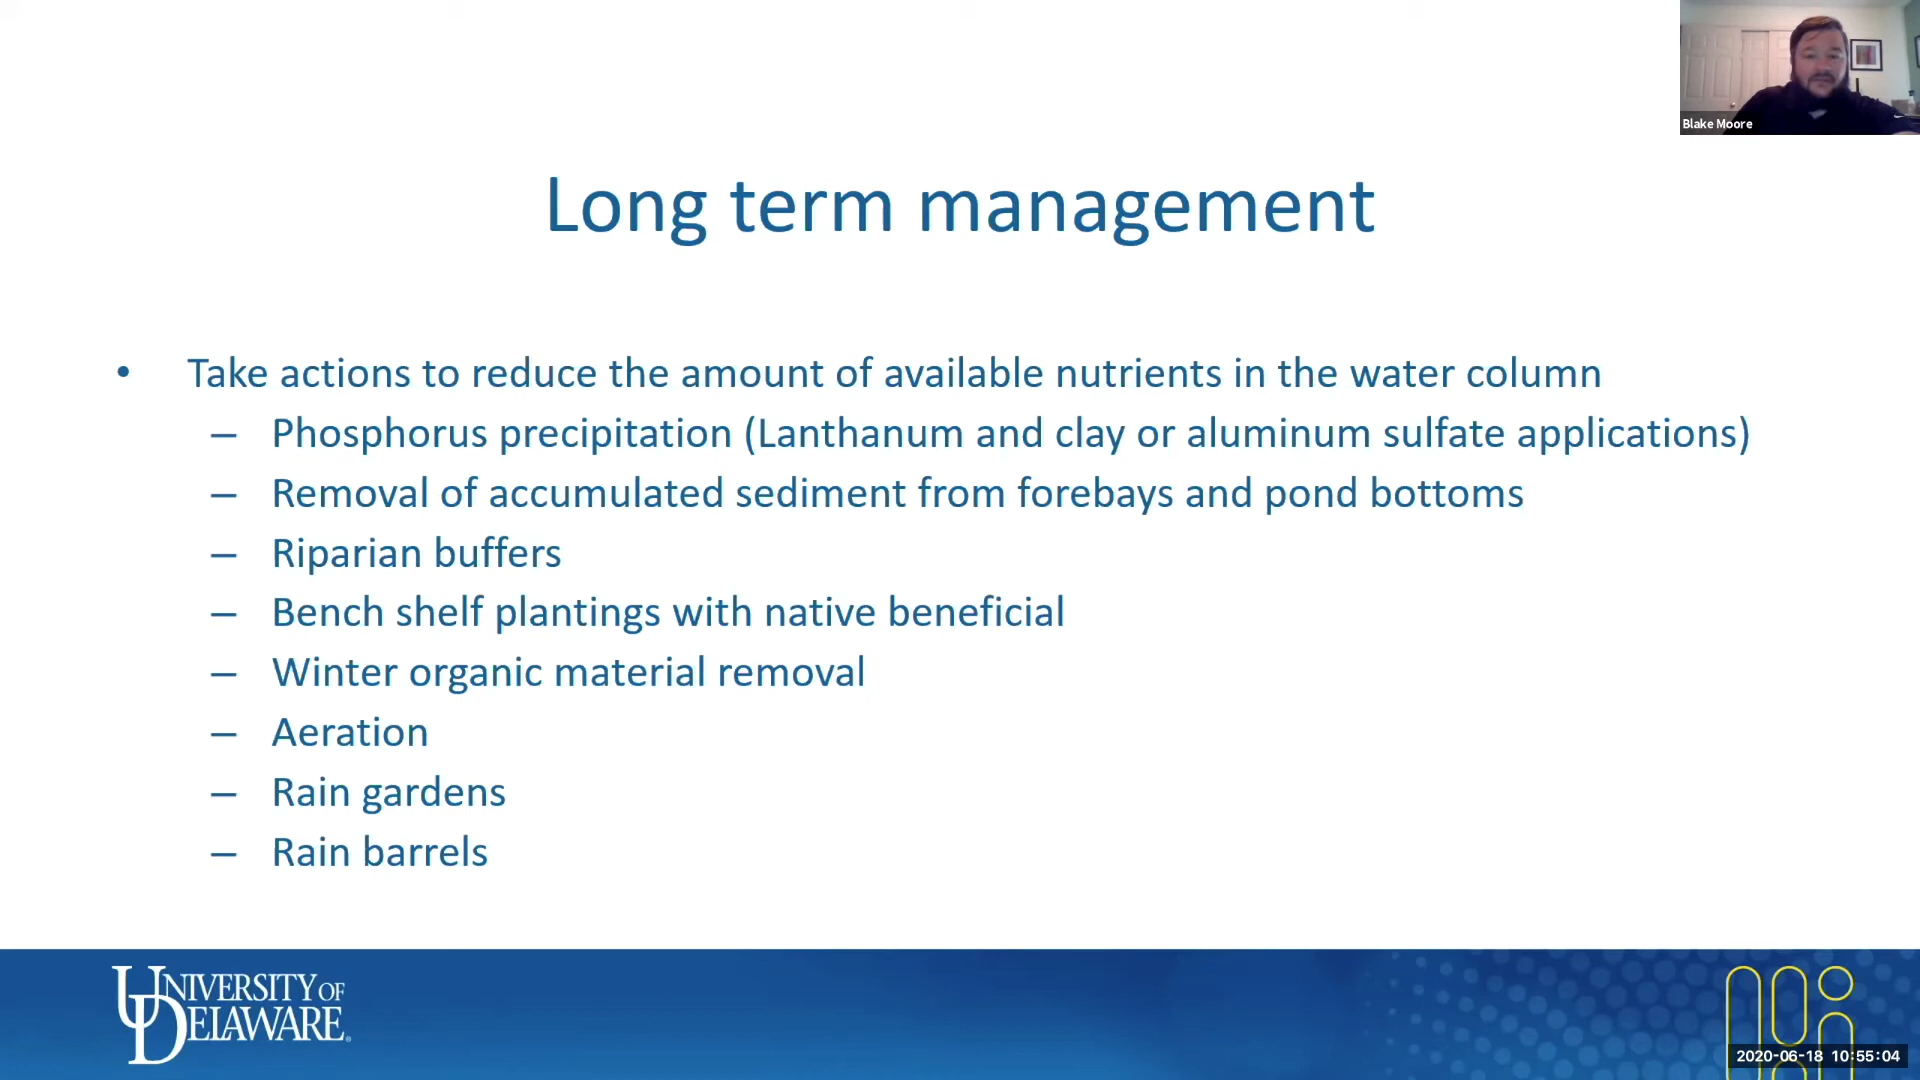 Blake Moore
Long term management
• Take actions to reduce the amount of available nutrients in the water column
– Phosphorus precipitation (Lanthanum and clay or aluminum sulfate applications)
– Removal of accumulated sediment from forebays and pond bottoms
– Riparian buffers
– Bench shelf plantings with native beneficial
– Winter organic material removal
– Aeration
– Rain gardens
– Rain barrels
UNIVERSITY OF
DELAWARE®
2020-06-18 10:55:04